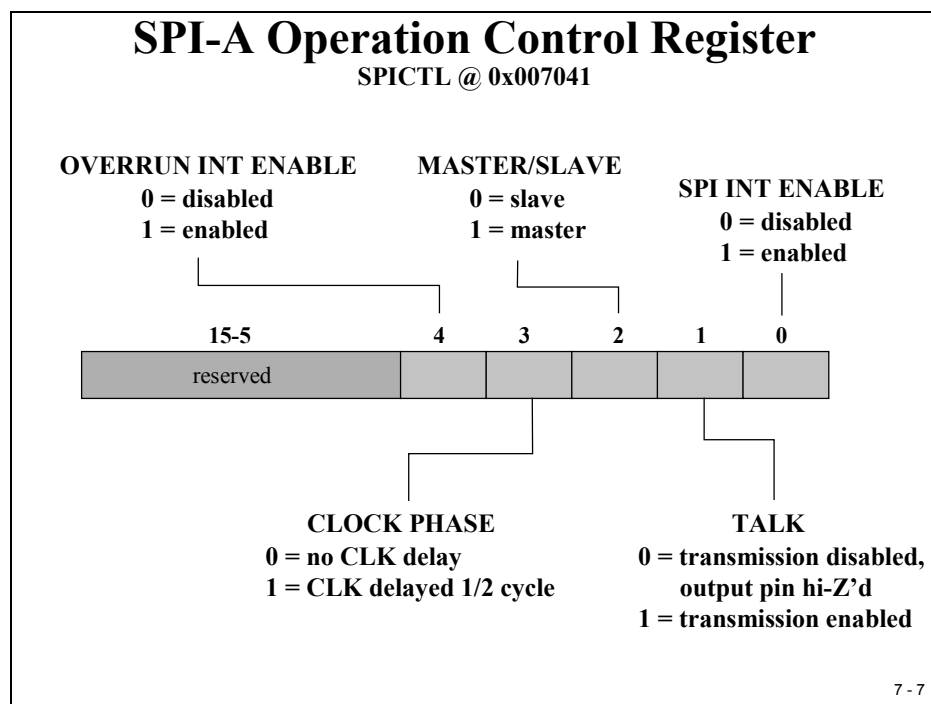 SPI-A Operation Control Register
SPICTL @ 0x007041
OVERRUN INT ENABLE
0 = disabled
1 = enabled
MASTER/SLAVE
0 = slave
1 = master
SPI INT ENABLE
0 = disabled
1 = enabled
15-5
4
3
2
1
0
reserved
CLOCK PHASE
0 = no CLK delay
1 = CLK delayed 1/2 cycle
TALK
0 = transmission disabled,
output pin hi-Z’d
1 = transmission enabled
7 - 7